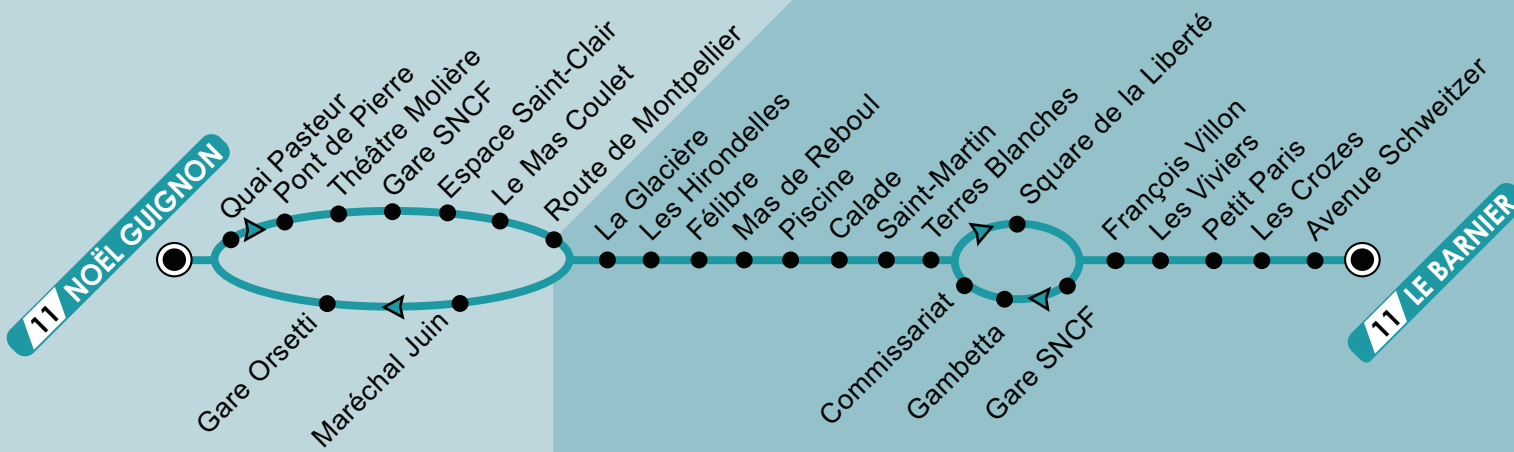 11 NOËL GUIGNON
Quai Pasteur
Pont de Pierre
Théâtre Molière
Gare SNCF
Espace Saint-Clair
Le Mas Coulet
Route de Montpellier
Gare Orsetti
Maréchal Juin
La Glacière
Les Hirondelles
Félibre
Mas de Reboul
Piscine
Calade
Saint-Martin
Terres Blanches
Square de la Liberté
Commissariat
Gambetta
Gare SNCF
François Villon
Les Viviers
Petit Paris
Les Crozes
Avenue Schweitzer
11 LE BARNIER